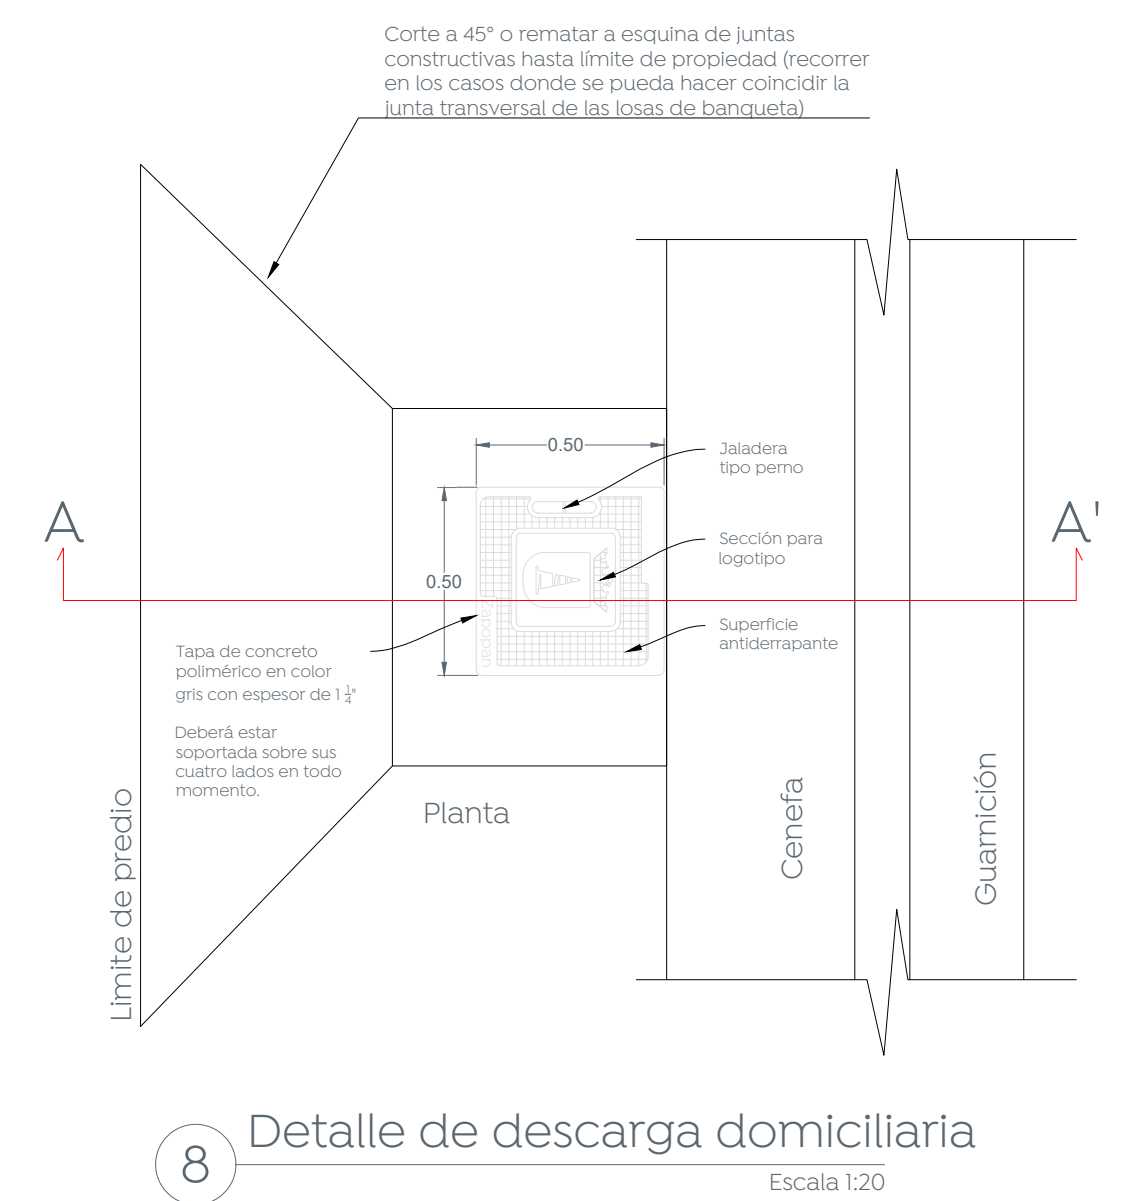 Corte a 45° o rematar a esquina de juntas
constructivas hasta límite de propiedad (recorrer
en los casos donde se pueda hacer coincidir la
junta transversal de las losas de banqueta)
0.50
Jaladera
tipo perno
A
A'
Sección para
logotipo
0.50
Zapopan
Superficie
antiderrapante
Tapa de concreto
polimérico en color
gris con espesor de 1 1/4"
Deberá estar
soportada sobre sus
cuatro lados en todo
momento.
Limite de predio
Planta
Cenefa
Guarnición
8
Detalle de descarga domiciliaria
Escala 1:20